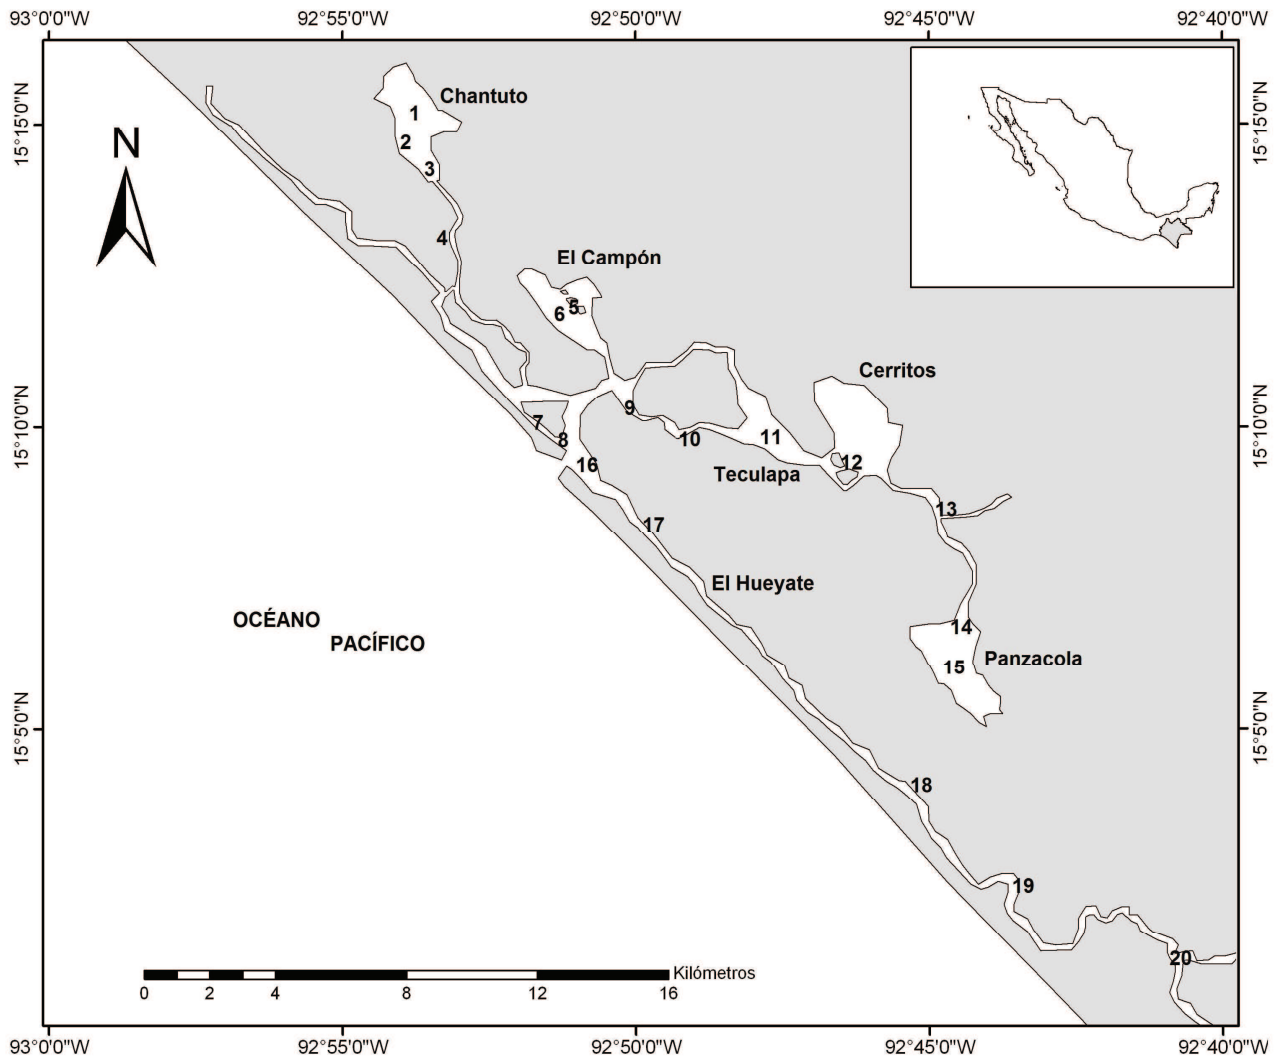 93°0'0"W 92°55'0"W 92°50'0"W 92°45'0"W 92°40'0"W
15°15'0"N
15°15'0"N
Chantuto
1
2
3
N
4
El Campón
5
6
Cerritos
15°10'0"N
15°10'0"N
7
8
9
10
11
12
Teculapa
13
16
17
El Hueyate
OCÉANO
PACÍFICO
14
15
Panzacola
15°5'0"N
15°5'0"N
18
19
20
Kilómetros
0 2 4 8 12 16
93°0'0"W 92°55'0"W 92°50'0"W 92°45'0"W 92°40'0"W